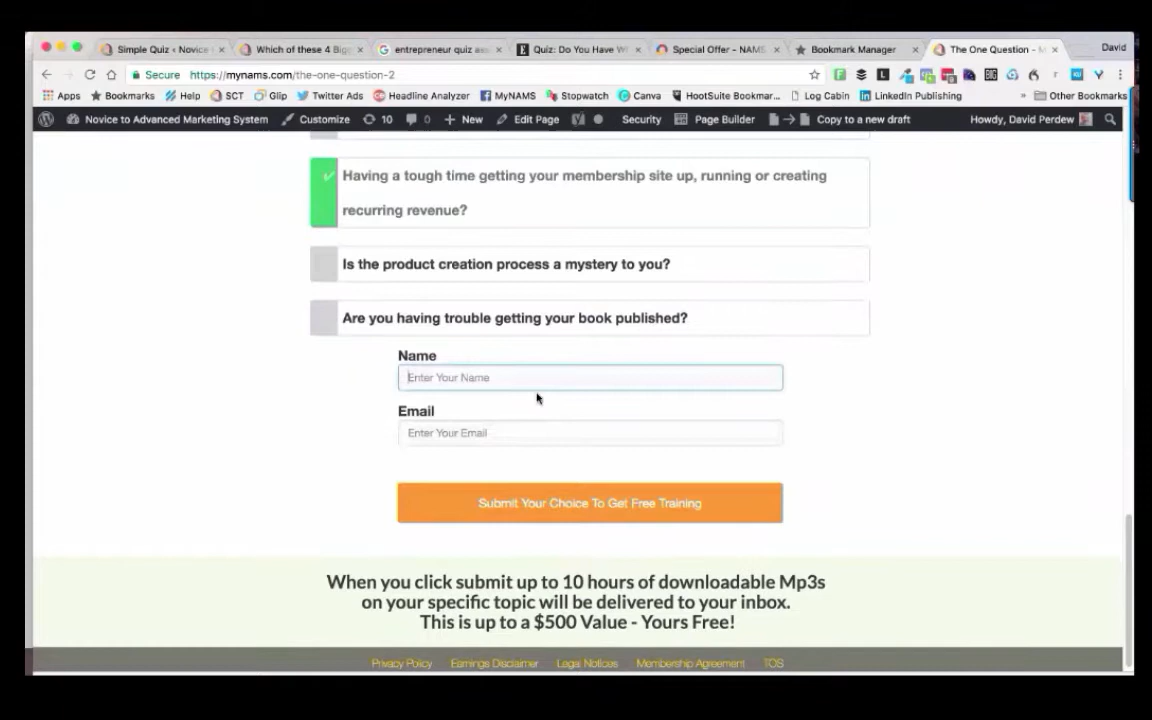 Simple Quiz ‹ Novice
Which of these 4 Big
entrepreneur quiz
Quiz: Do You Have W
Special Offer - NAMS
Bookmark Manager
The One Question -
David
Secure https://mynams.com/the-one-question-2
Apps Bookmarks Help SCT Glip Twitter Ads Headline Analyzer MyNAMS Stopwatch Canva HootSuite Bookmar... Log Cabin LinkedIn Publishing » Other Bookmarks
Novice to Advanced Marketing System Customize 10 0 New Edit Page Security Page Builder Copy to a new draft Howdy, David Perdew
Having a tough time getting your membership site up, running or creating
recurring revenue?
Is the product creation process a mystery to you?
Are you having trouble getting your book published?
Name
Enter Your Name
Email
Enter Your Email
Submit Your Choice To Get Free Training
When you click submit up to 10 hours of downloadable Mp3s
on your specific topic will be delivered to your inbox.
This is up to a $500 Value - Yours Free!
Privacy Policy Earnings Disclaimer Legal Notices Membership Agreement TOS